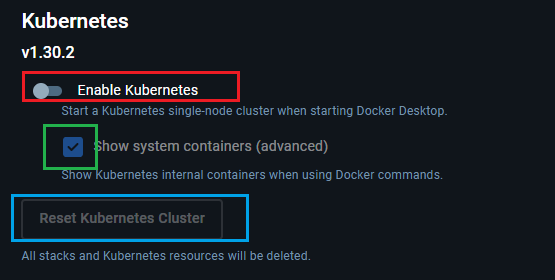 Kubernetes
v1.30.2
Enable Kubernetes
Start a Kubernetes single-node cluster when starting Docker Desktop.
Show system containers (advanced)
Show Kubernetes internal containers when using Docker commands.
Reset Kubernetes Cluster
All stacks and Kubernetes resources will be deleted.